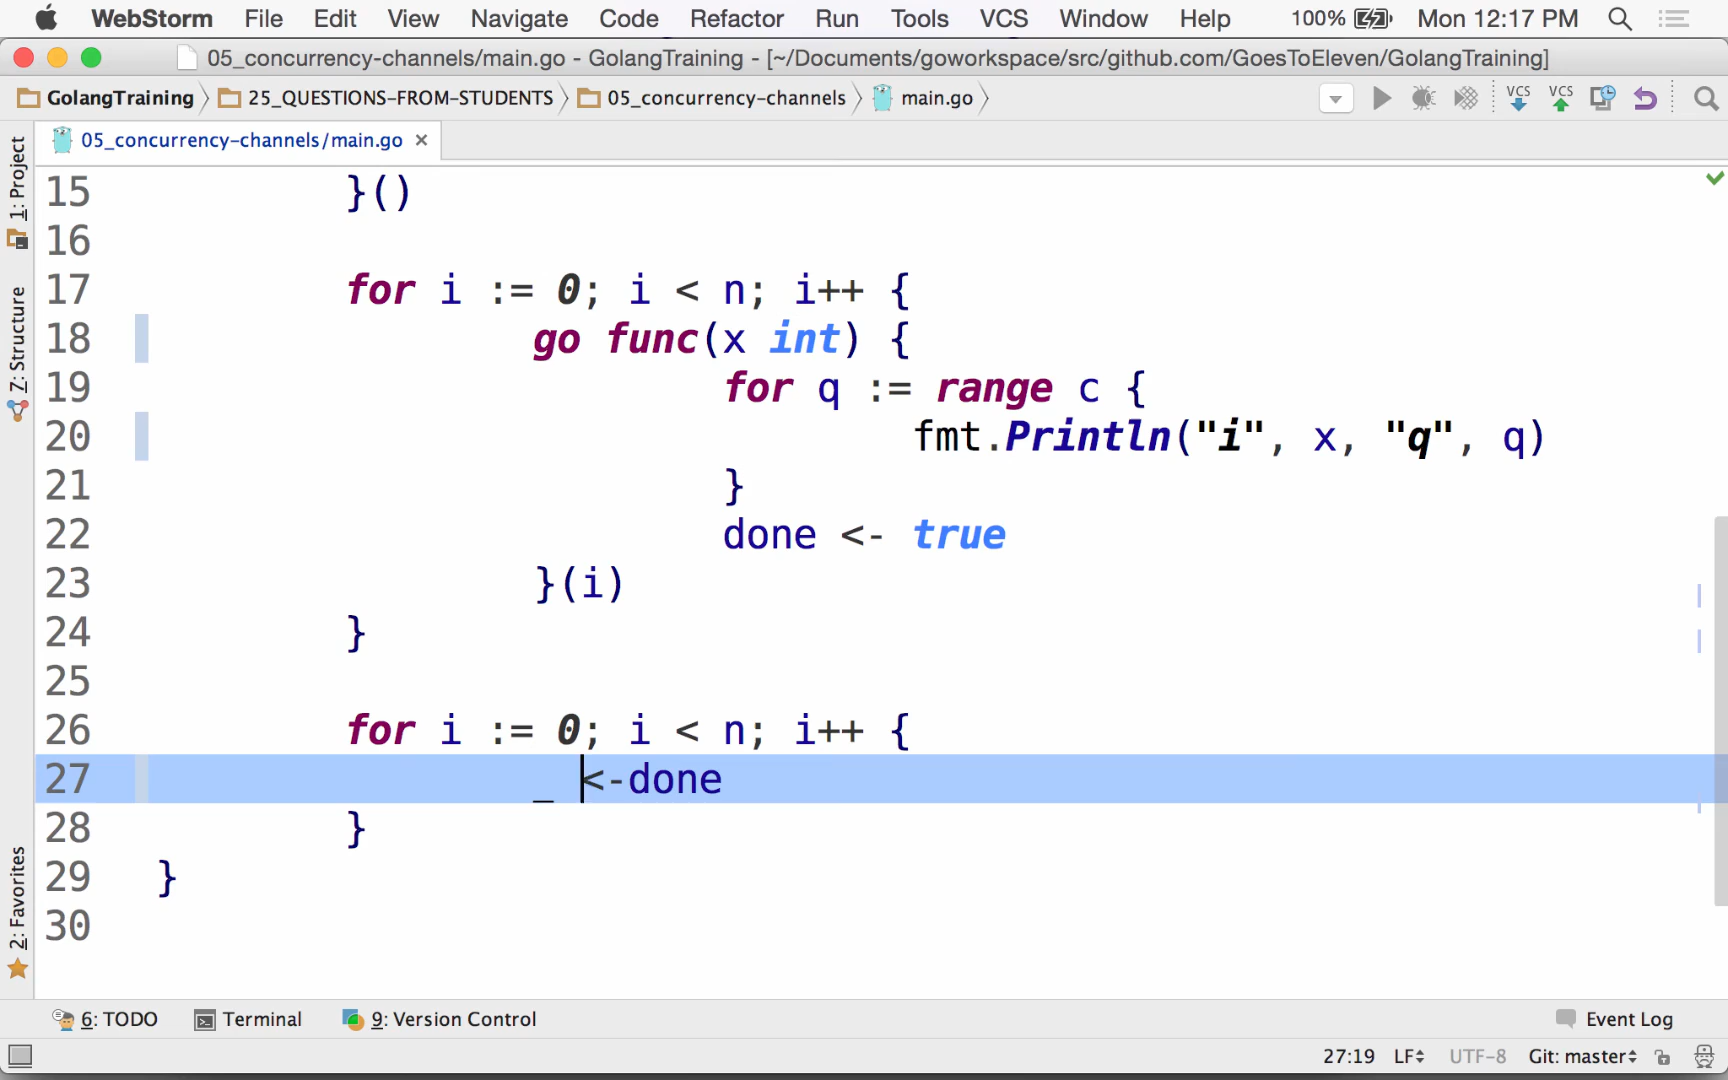 WebStorm File Edit View Navigate Code Refactor Run Tools VCS Window Help 100% Mon 12:17 PM
05_concurrency-channels/main.go - GolangTraining - [~/Documents/goworkspace/src/github.com/GoesToEleven/GolangTraining]
GolangTraining 25_QUESTIONS-FROM-STUDENTS 05_concurrency-channels main.go VCS VCS
05_concurrency-channels/main.go ×
1: Project
7: Structure
2: Favorites
15 }()
16
17 for i := 0; i < n; i++ {
18 go func(x int) {
19 for q := range c {
20 fmt.Println("i", x, "q", q)
21 }
22 done <- true
23 }(i)
24 }
25
26 for i := 0; i < n; i++ {
27 _ <-done
28 }
29 }
30
6: TODO Terminal 9: Version Control Event Log
27:19 LF UTF-8 Git: master